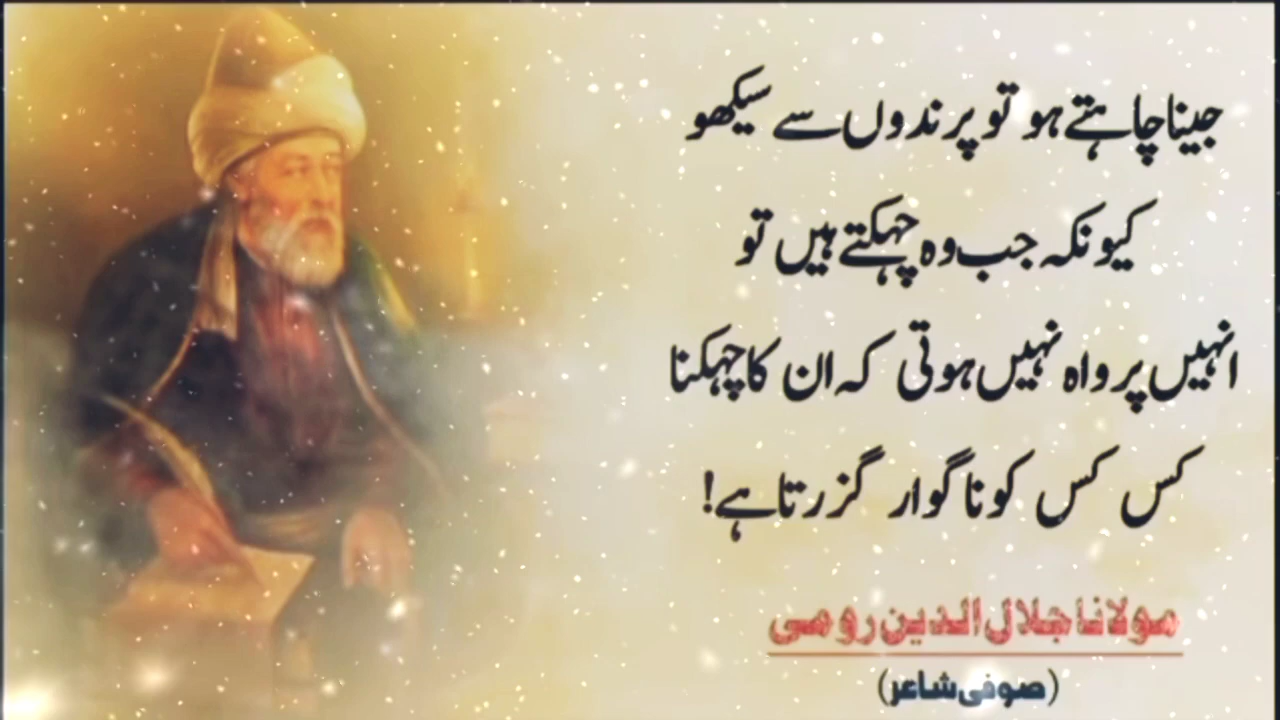 جینا چاہتے ہو تو پرندوں سے سیکھو
کیونکہ جب وہ چہکتے ہیں تو
انہیں پرواہ نہیں ہوتی کہ ان کا چہکنا
کس کس کو ناگوار گزرتا ہے!
مولانا جلال الدین رومی
(صوفی شاعر)